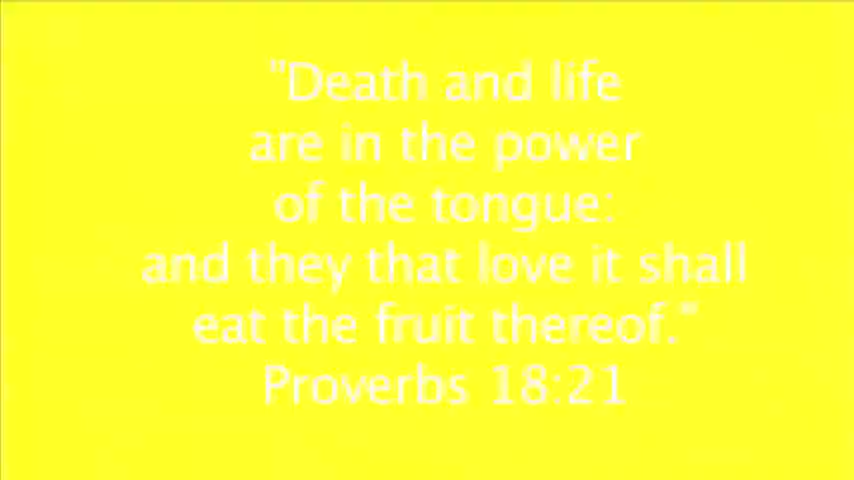 "Death and life
are in the power
of the tongue:
and they that love it shall
eat the fruit thereof."
Proverbs 18:21